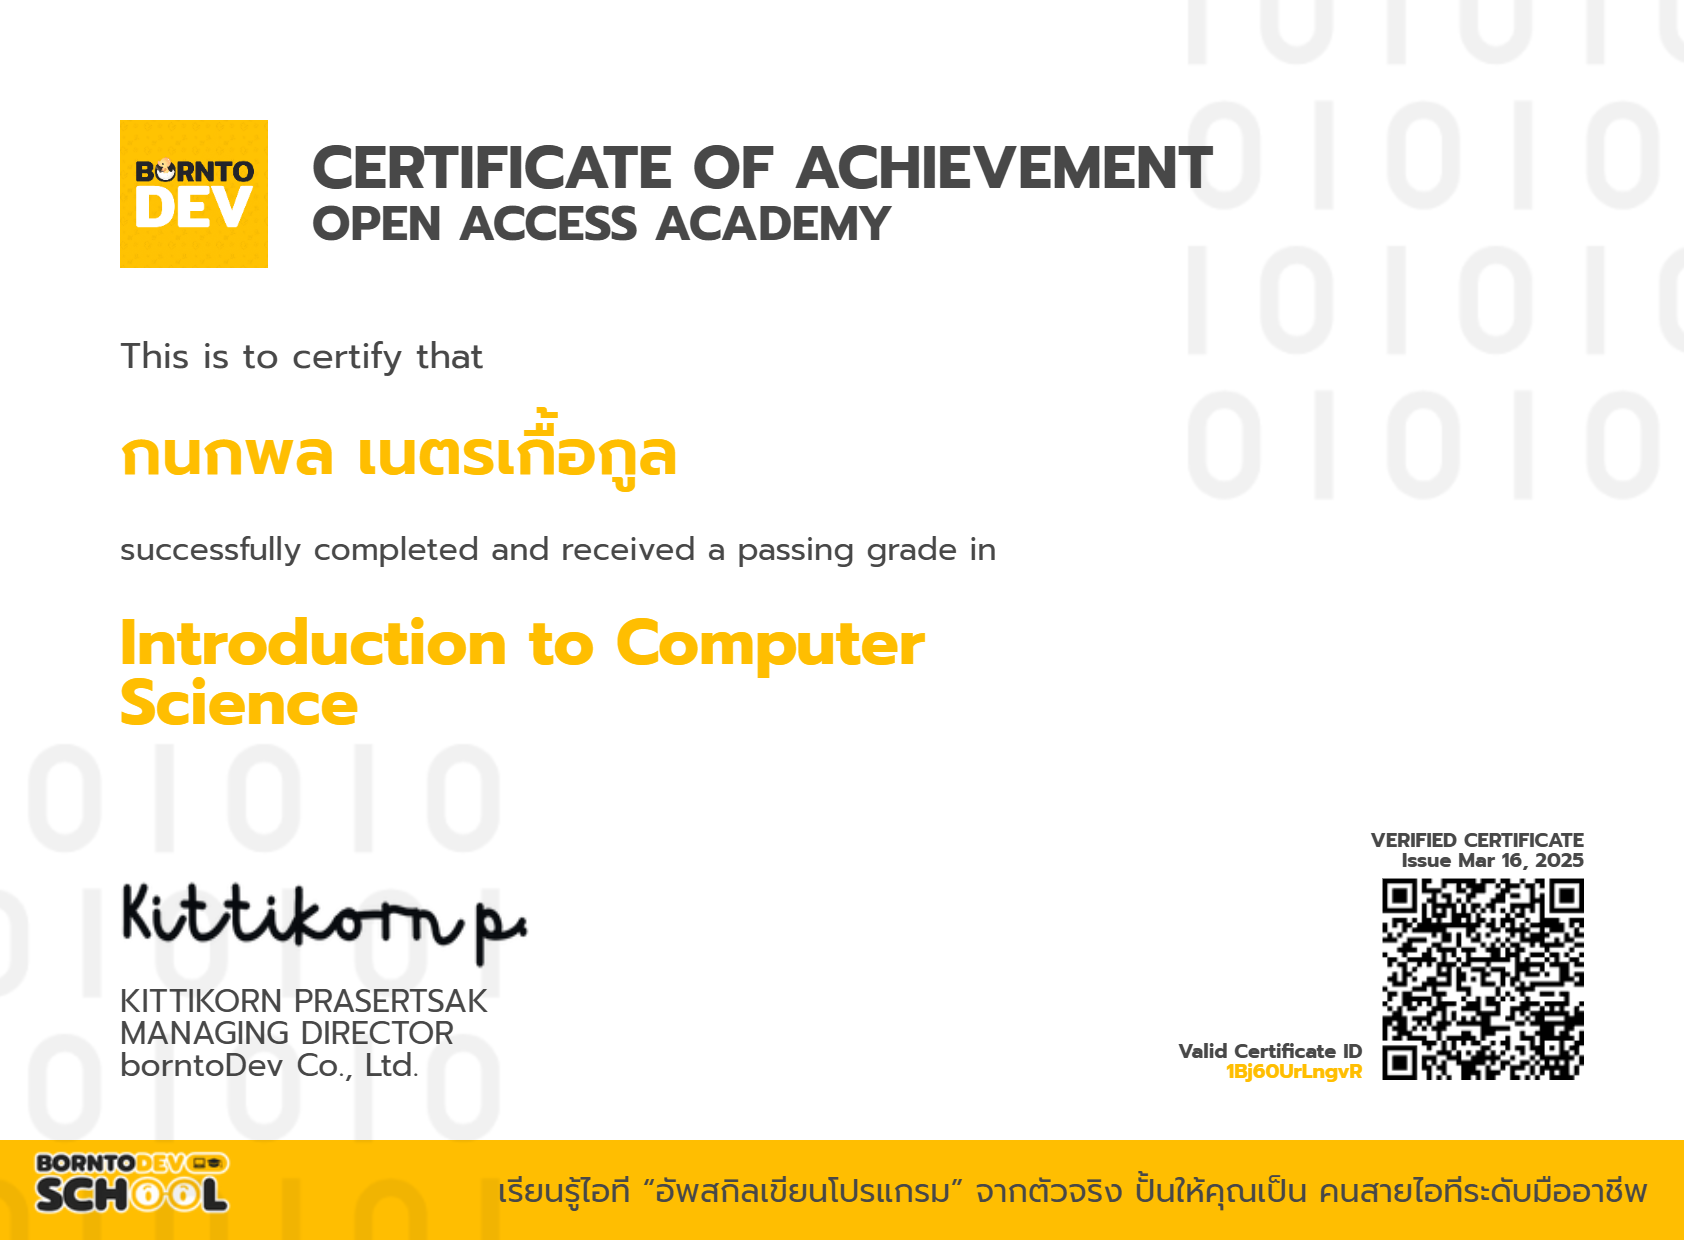 BORNTO
DEV
CERTIFICATE OF ACHIEVEMENT
OPEN ACCESS ACADEMY
This is to certify that
กนกพล เนตรเกื้อกูล
successfully completed and received a passing grade in
Introduction to Computer
Science
VERIFIED CERTIFICATE
Issue Mar 16, 2025
Kittikorn p.
KITTIKORN PRASERTSAK
MANAGING DIRECTOR
borntoDev Co., Ltd.
Valid Certificate ID
1Bj60UrLngvR
BORNTODEV
SCHOOL
เรียนรู้ไอที “อัพสกิลเขียนโปรแกรม” จากตัวจริง ปั้นให้คุณเป็น คนสายไอทีระดับมืออาชีพ